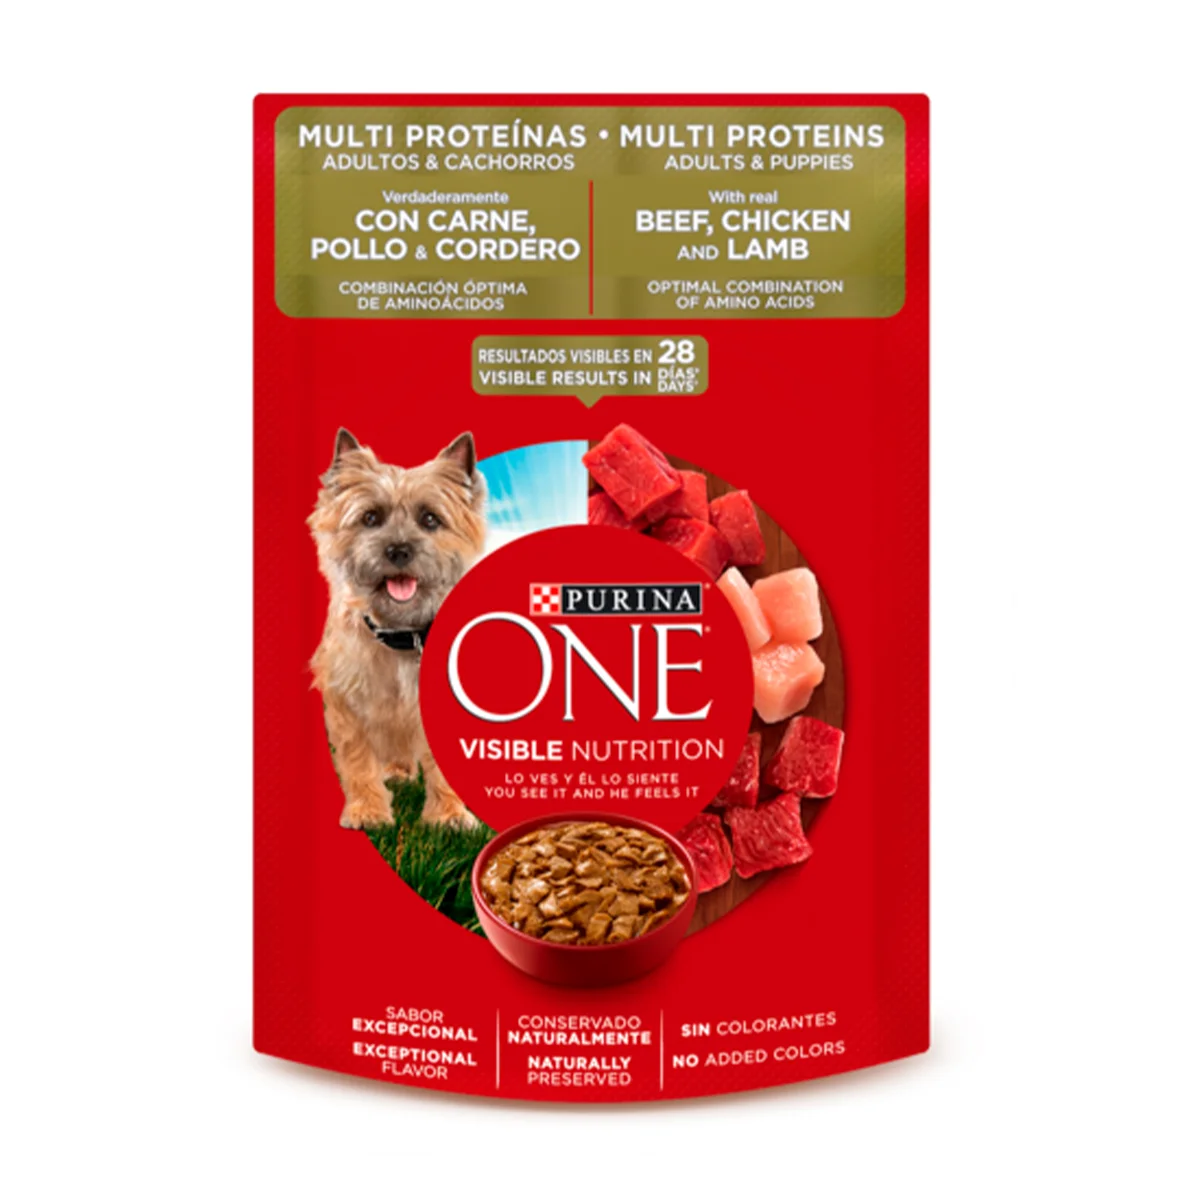 MULTI PROTEÍNAS • MULTI PROTEINS
ADULTOS & CACHORROS
ADULTS & PUPPIES
Verdaderamente
CON CARNE,
POLLO & CORDERO
COMBINACIÓN ÓPTIMA
DE AMINOÁCIDOS
With real
BEEF, CHICKEN
AND LAMB
OPTIMAL COMBINATION
OF AMINO ACIDS
RESULTADOS VISIBLES EN 28 DÍAS*
VISIBLE RESULTS IN DAYS*
PURINA®
ONE®
VISIBLE NUTRITION
LO VES Y ÉL LO SIENTE
YOU SEE IT AND HE FEELS IT
SABOR
EXCEPCIONAL
EXCEPTIONAL
FLAVOR
CONSERVADO
NATURALMENTE
NATURALLY
PRESERVED
SIN COLORANTES
NO ADDED COLORS